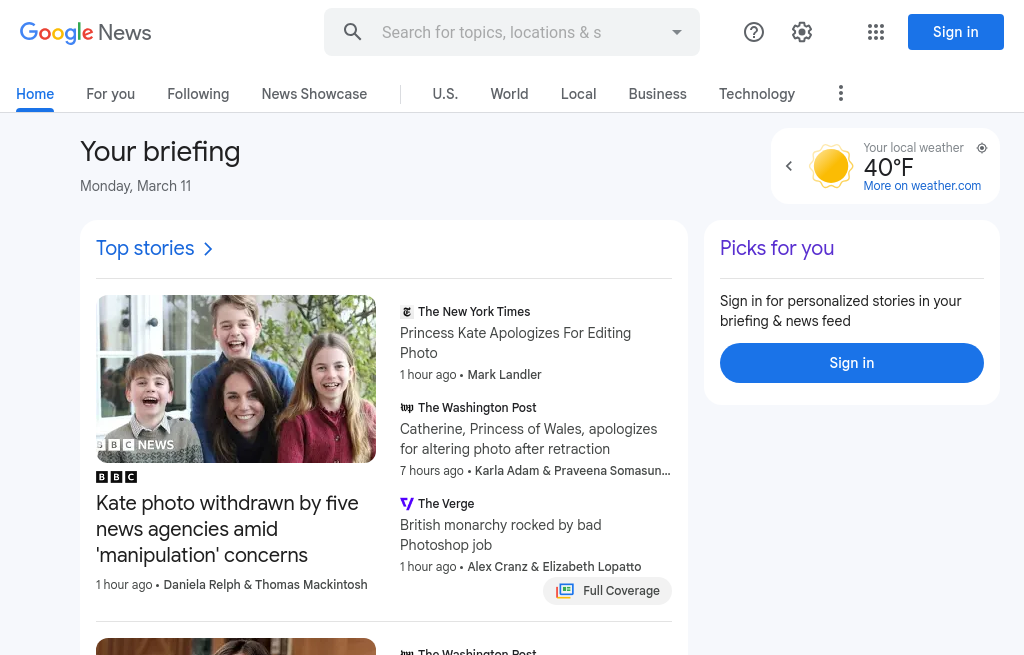 Google News
Search for topics, locations & s
Sign in
Home
For you
Following
News Showcase
U.S.
World
Local
Business
Technology
Your briefing
Monday, March 11
Your local weather
40°F
More on weather.com
Top stories
BBC NEWS
BBC
Kate photo withdrawn by five
news agencies amid
'manipulation' concerns
1 hour ago • Daniela Relph & Thomas Mackintosh
The New York Times
Princess Kate Apologizes For Editing
Photo
1 hour ago • Mark Landler
The Washington Post
Catherine, Princess of Wales, apologizes
for altering photo after retraction
7 hours ago • Karla Adam & Praveena Somasun...
The Verge
British monarchy rocked by bad
Photoshop job
1 hour ago • Alex Cranz & Elizabeth Lopatto
Full Coverage
The Washington Post
Picks for you
Sign in for personalized stories in your
briefing & news feed
Sign in